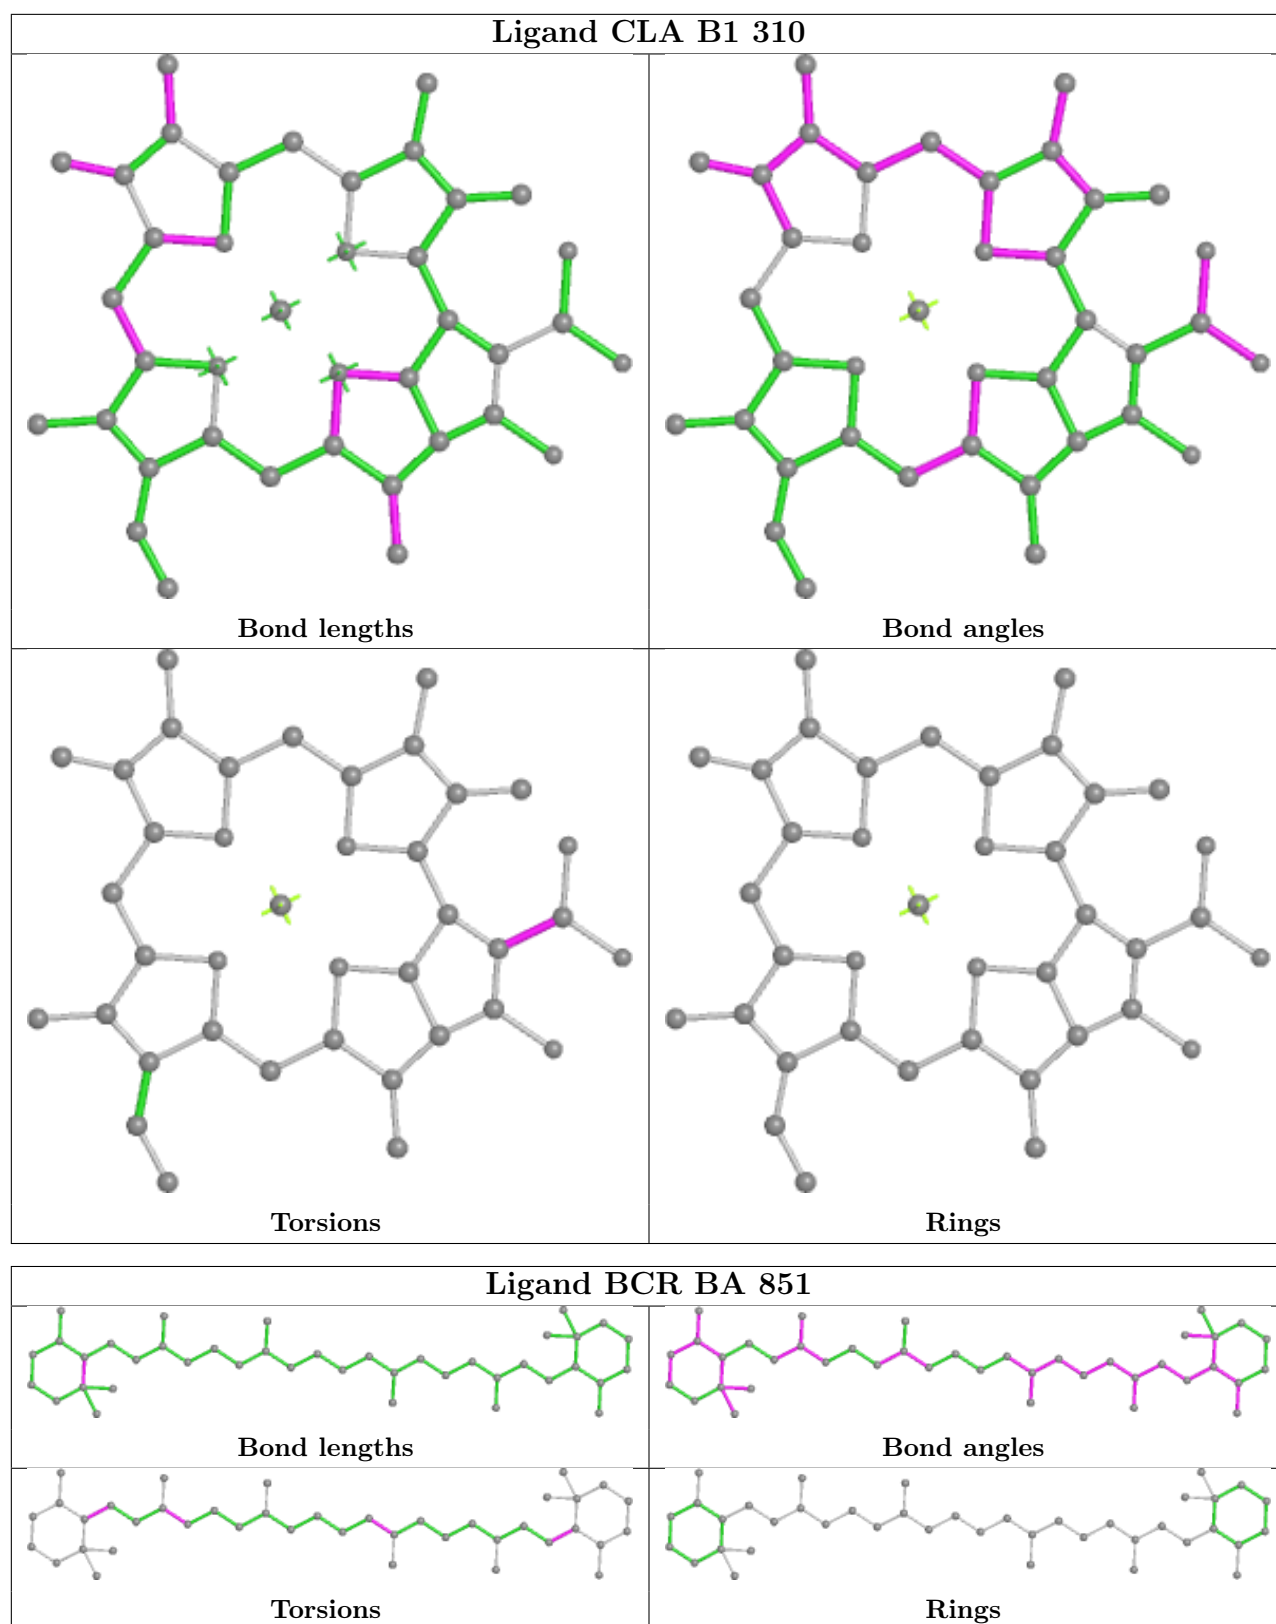 Ligand CLA B1 310
Bond lengths
Bond angles
Torsions
Rings
Ligand BCR BA 851
Bond lengths
Bond angles
Torsions
Rings